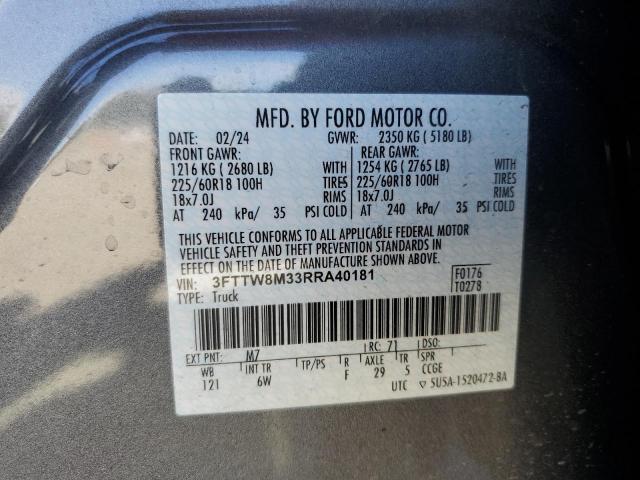 MFD. BY FORD MOTOR CO.
DATE: 02/24 GVWR: 2350 KG ( 5180 LB)
FRONT GAWR: REAR GAWR:
1216 KG ( 2680 LB) WITH 1254 KG ( 2765 LB) WITH
225/60R18 100H TIRES 225/60R18 100H TIRES
18x7.0J RIMS 18x7.0J RIMS
AT 240 kPa/ 35 PSI COLD AT 240 kPa/ 35 PSI COLD
THIS VEHICLE CONFORMS TO ALL APPLICABLE FEDERAL MOTOR
VEHICLE SAFETY AND THEFT PREVENTION STANDARDS IN
EFFECT ON THE DATE OF MANUFACTURE SHOWN ABOVE.
VIN: 3FTTW8M33RRA40181 F0176
TYPE: Truck T0278
EXT PNT: M7 RC: 71 DSO:
WB INT TR TP/PS R AXLE TR SPR
121 6W F 29 5 CCGE
UTC ▽ SU5A-1520472-BA